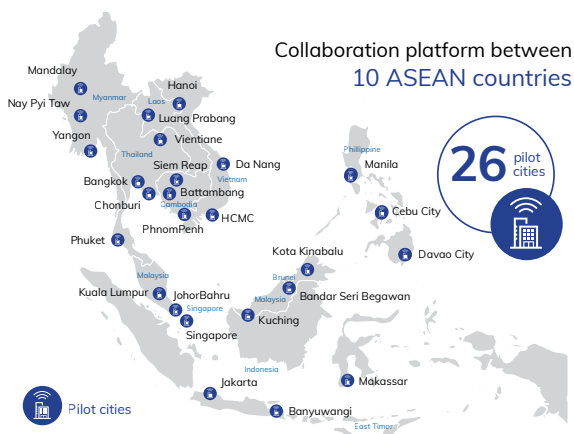 Collaboration platform between
10 ASEAN countries
26 pilot
cities
Mandalay
Hanoi
Myanmar
Laos
Nay Pyi Taw
Luang Prabang
Yangon
Vientiane
Thailand
Siem Reap
Da Nang
Vietnam
Bangkok
Battambang
Chonburi
Cambodia
HCMC
PhnomPenh
Phuket
Phillippine
Manila
Cebu City
Davao City
Kota Kinabalu
Malaysia
Brunei
Kuala Lumpur
JohorBahru
Malaysia
Bandar Seri Begawan
Singapore
Kuching
Singapore
Indonesia
Jakarta
Makassar
Banyuwangi
East Timor
Pilot cities